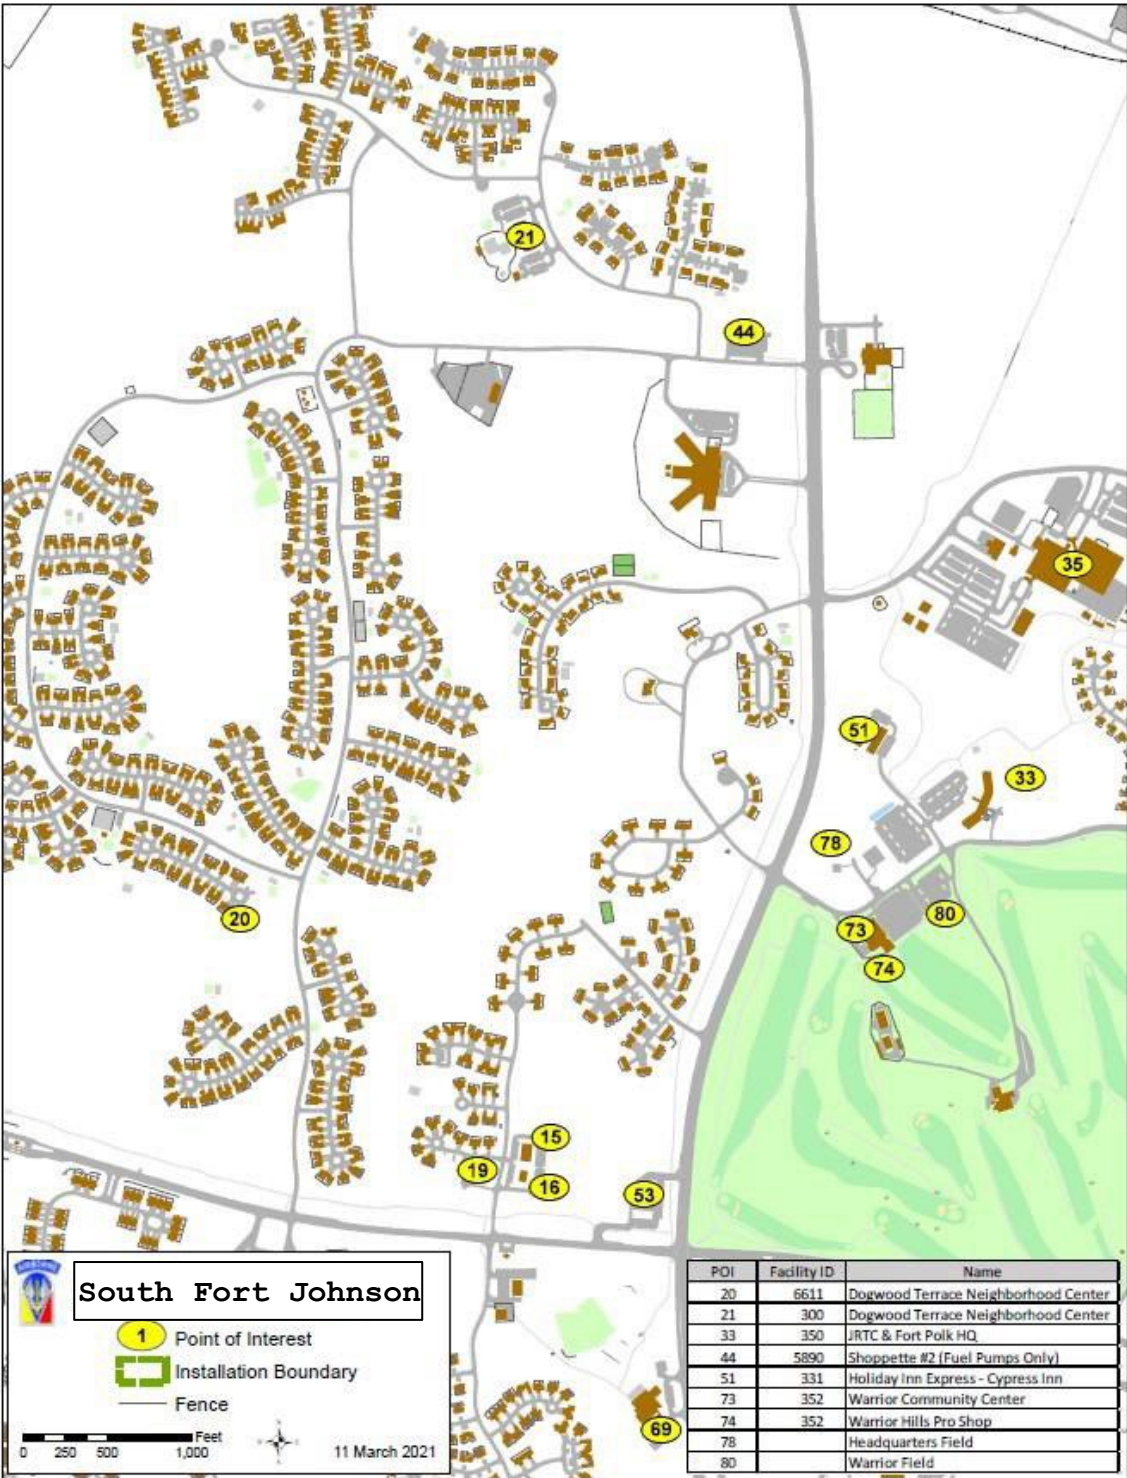 21
44
35
51
33
78
20
73
80
74
15
19
16
53
69
AIRBORNE
South Fort Johnson
1 Point of Interest
Installation Boundary
Fence
Feet
0 250 500 1,000
11 March 2021
POI Facility ID Name
20 6611 Dogwood Terrace Neighborhood Center
21 300 Dogwood Terrace Neighborhood Center
33 350 JRTC & Fort Polk HQ
44 5890 Shoppette #2 (Fuel Pumps Only)
51 331 Holiday Inn Express - Cypress Inn
73 352 Warrior Community Center
74 352 Warrior Hills Pro Shop
78 Headquarters Field
80 Warrior Field